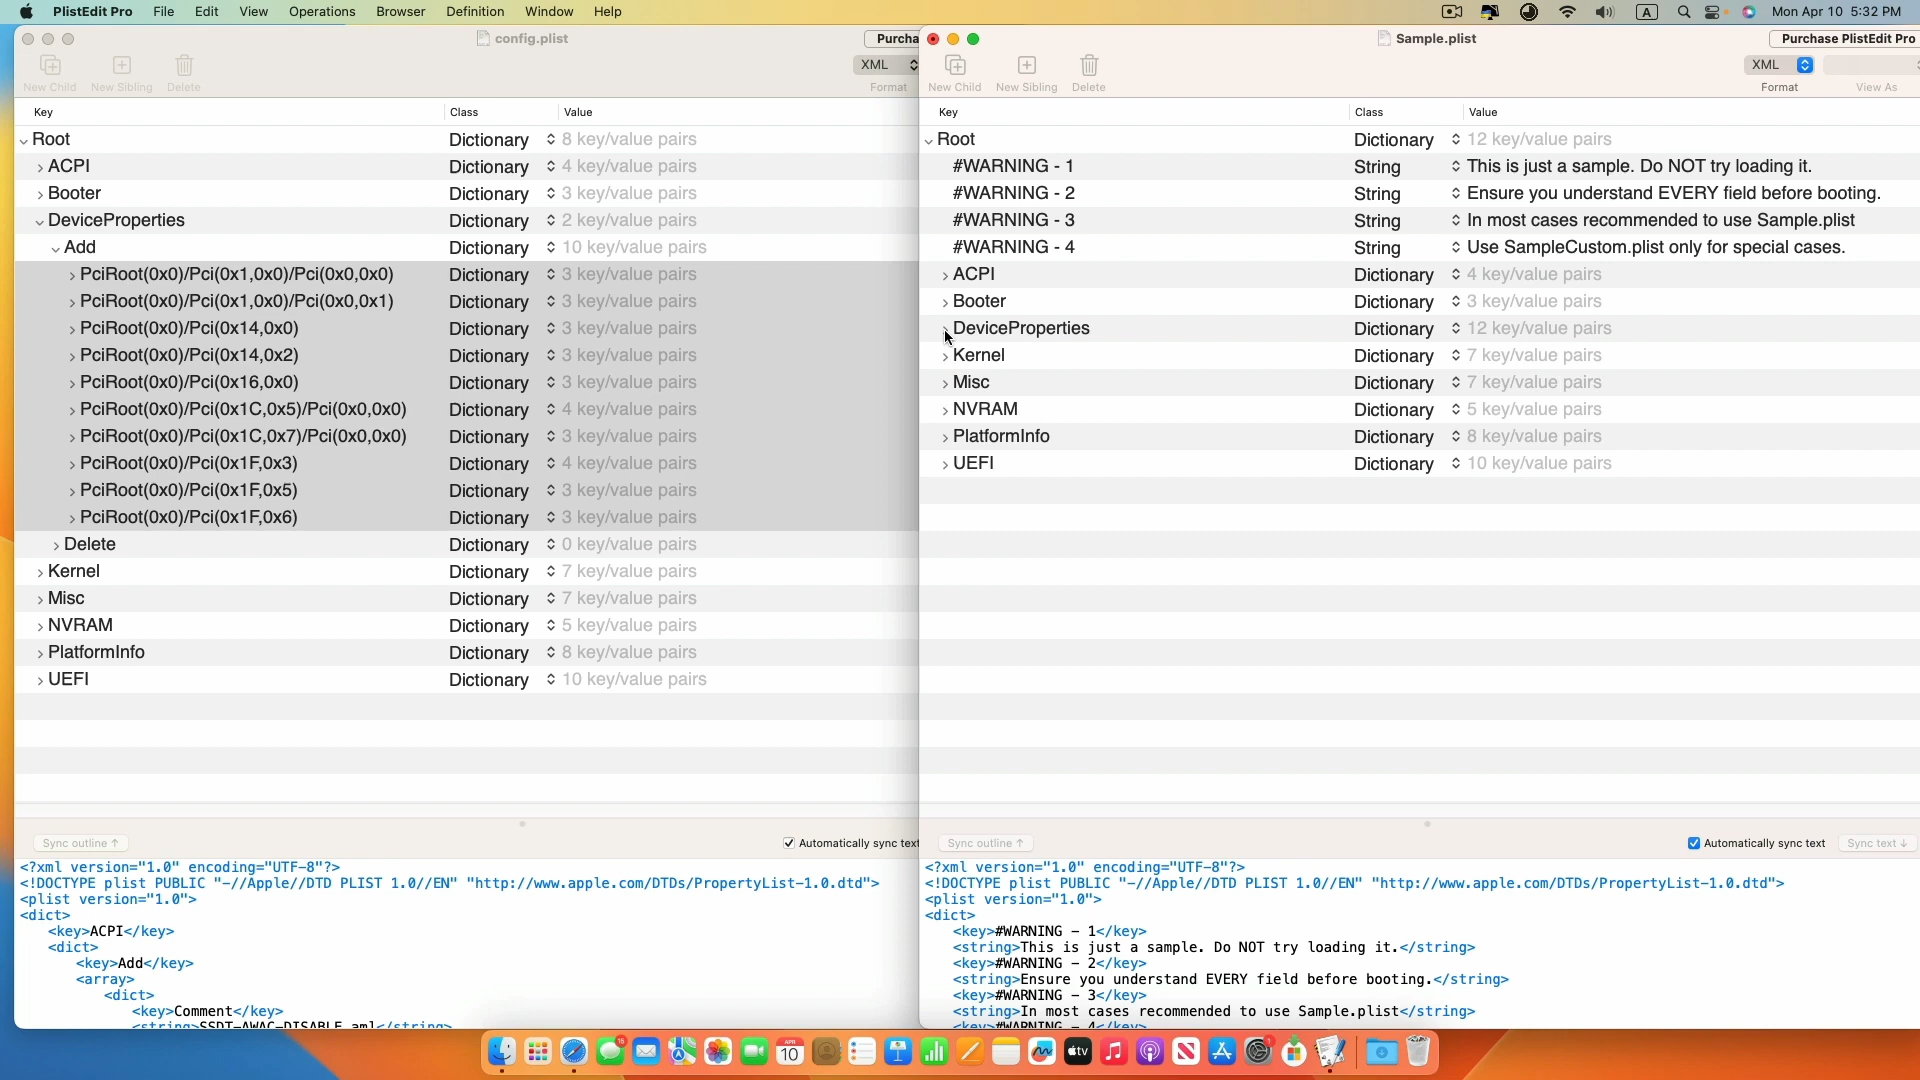 PlistEdit Pro File Edit View Operations Browser Definition Window Help
A Mon Apr 10 5:32 PM
config.plist
Purcha
New Child New Sibling Delete
XML
Format
Key Class Value
Root Dictionary 8 key/value pairs
ACPI Dictionary 4 key/value pairs
Booter Dictionary 3 key/value pairs
DeviceProperties Dictionary 2 key/value pairs
Add Dictionary 10 key/value pairs
PciRoot(0x0)/Pci(0x1,0x0)/Pci(0x0,0x0) Dictionary 3 key/value pairs
PciRoot(0x0)/Pci(0x1,0x0)/Pci(0x0,0x1) Dictionary 3 key/value pairs
PciRoot(0x0)/Pci(0x14,0x0) Dictionary 3 key/value pairs
PciRoot(0x0)/Pci(0x14,0x2) Dictionary 3 key/value pairs
PciRoot(0x0)/Pci(0x16,0x0) Dictionary 3 key/value pairs
PciRoot(0x0)/Pci(0x1C,0x5)/Pci(0x0,0x0) Dictionary 4 key/value pairs
PciRoot(0x0)/Pci(0x1C,0x7)/Pci(0x0,0x0) Dictionary 3 key/value pairs
PciRoot(0x0)/Pci(0x1F,0x3) Dictionary 4 key/value pairs
PciRoot(0x0)/Pci(0x1F,0x5) Dictionary 3 key/value pairs
PciRoot(0x0)/Pci(0x1F,0x6) Dictionary 3 key/value pairs
Delete Dictionary 0 key/value pairs
Kernel Dictionary 7 key/value pairs
Misc Dictionary 7 key/value pairs
NVRAM Dictionary 5 key/value pairs
PlatformInfo Dictionary 8 key/value pairs
UEFI Dictionary 10 key/value pairs
Sync outline ↑
Automatically sync text
<?xml version="1.0" encoding="UTF-8"?>
<!DOCTYPE plist PUBLIC "-//Apple//DTD PLIST 1.0//EN" "http://www.apple.com/DTDs/PropertyList-1.0.dtd">
<plist version="1.0">
<dict>
<key>ACPI</key>
<dict>
<key>Add</key>
<array>
<dict>
<key>Comment</key>
<string>SSDT-AWAC-DISABLE.aml</string>
Sample.plist
Purchase PlistEdit Pro
New Child New Sibling Delete
XML
Format View As
Key Class Value
Root Dictionary 12 key/value pairs
#WARNING - 1 String This is just a sample. Do NOT try loading it.
#WARNING - 2 String Ensure you understand EVERY field before booting.
#WARNING - 3 String In most cases recommended to use Sample.plist
#WARNING - 4 String Use SampleCustom.plist only for special cases.
ACPI Dictionary 4 key/value pairs
Booter Dictionary 3 key/value pairs
DeviceProperties Dictionary 12 key/value pairs
Kernel Dictionary 7 key/value pairs
Misc Dictionary 7 key/value pairs
NVRAM Dictionary 5 key/value pairs
PlatformInfo Dictionary 8 key/value pairs
UEFI Dictionary 10 key/value pairs
Sync outline ↑
Automatically sync text
Sync text ↓
<?xml version="1.0" encoding="UTF-8"?>
<!DOCTYPE plist PUBLIC "-//Apple//DTD PLIST 1.0//EN" "http://www.apple.com/DTDs/PropertyList-1.0.dtd">
<plist version="1.0">
<dict>
<key>#WARNING - 1</key>
<string>This is just a sample. Do NOT try loading it.</string>
<key>#WARNING - 2</key>
<string>Ensure you understand EVERY field before booting.</string>
<key>#WARNING - 3</key>
<string>In most cases recommended to use Sample.plist</string>
<key>#WARNING - 4</key>
15
APR
10
tv
1